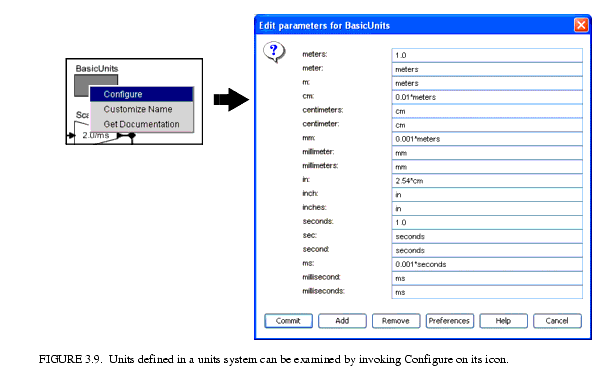 Edit parameters for BasicUnits
BasicUnits
Configure
Customize Name
Get Documentation
Sca
2.0/ms
meters: 1.0
meter: meters
m: meters
cm: 0.01*meters
centimeters: cm
centimeter: cm
mm: 0.001*meters
millimeter: mm
millimeters: mm
in: 2.54*cm
inch: in
inches: in
seconds: 1.0
sec: seconds
second: seconds
ms: 0.001*seconds
millisecond: ms
milliseconds: ms
Commit Add Remove Preferences Help Cancel
FIGURE 3.9. Units defined in a units system can be examined by invoking Configure on its icon.